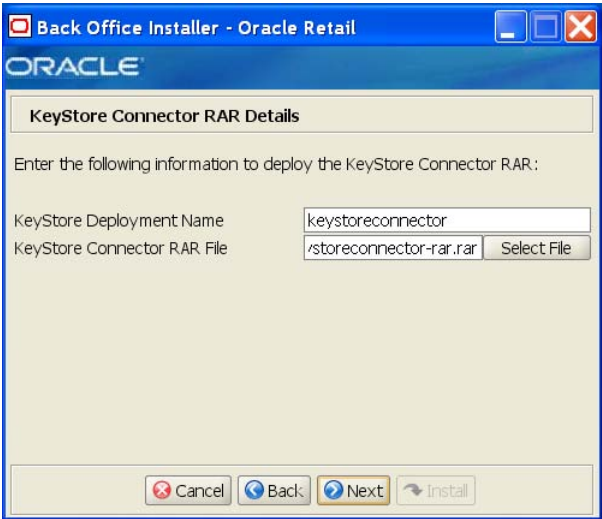 Back Office Installer - Oracle Retail
ORACLE
KeyStore Connector RAR Details
Enter the following information to deploy the KeyStore Connector RAR:
KeyStore Deployment Name keystoreconnector
KeyStore Connector RAR File ystoreconnector-rar.rar Select File
Cancel Back Next Install